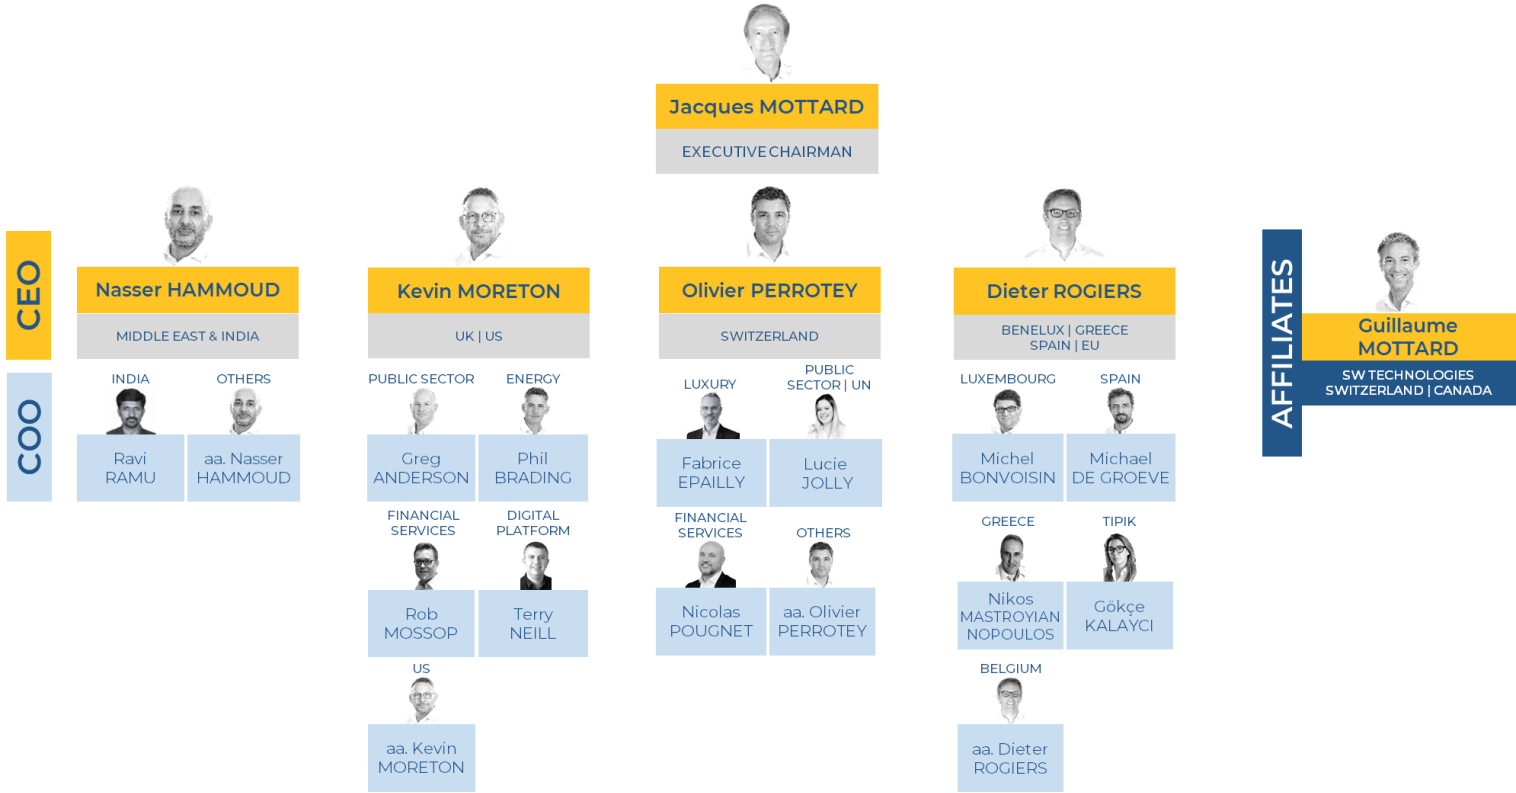 Jacques MOTTARD
EXECUTIVE CHAIRMAN
CEO
Nasser HAMMOUD
MIDDLE EAST & INDIA
Kevin MORETON
UK | US
Olivier PERROTEY
SWITZERLAND
Dieter ROGIERS
BENELUX | GREECE
SPAIN | EU
AFFILIATES
Guillaume
MOTTARD
SW TECHNOLOGIES
SWITZERLAND | CANADA
COO
INDIA
Ravi
RAMU
OTHERS
aa. Nasser
HAMMOUD
PUBLIC SECTOR
Greg
ANDERSON
ENERGY
Phil
BRADING
FINANCIAL
SERVICES
Rob
MOSSOP
DIGITAL
PLATFORM
Terry
NEILL
US
aa. Kevin
MORETON
LUXURY
Fabrice
EPAILLY
PUBLIC
SECTOR | UN
Lucie
JOLLY
FINANCIAL
SERVICES
Nicolas
POUGNET
OTHERS
aa. Olivier
PERROTEY
LUXEMBOURG
Michel
BONVOISIN
SPAIN
Michael
DE GROEVE
GREECE
Nikos
MASTROYIAN
NOPOULOS
TIPIK
Gökçe
KALAYCI
BELGIUM
aa. Dieter
ROGIERS